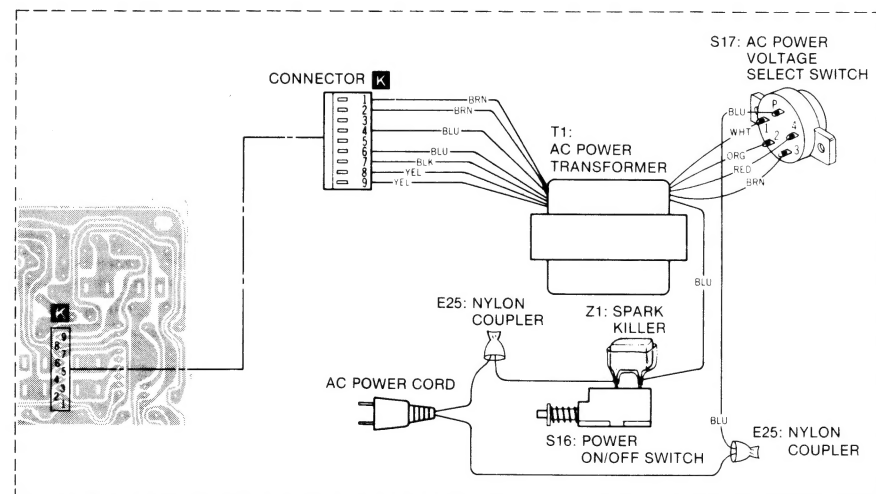 S17: AC POWER
VOLTAGE
SELECT SWITCH
CONNECTOR K
1
2
3
4
5
6
7
8
9
BRN
BRN
BLU
BLU
BLK
YEL
YEL
T1:
AC POWER
TRANSFORMER
BLU
WHT
ORG
RED
BRN
P
1
2
4
3
BLU
K
9
8
7
6
5
4
3
2
1
E25: NYLON
COUPLER
Z1: SPARK
KILLER
AC POWER CORD
S16: POWER
ON/OFF SWITCH
BLU
E25: NYLON
COUPLER